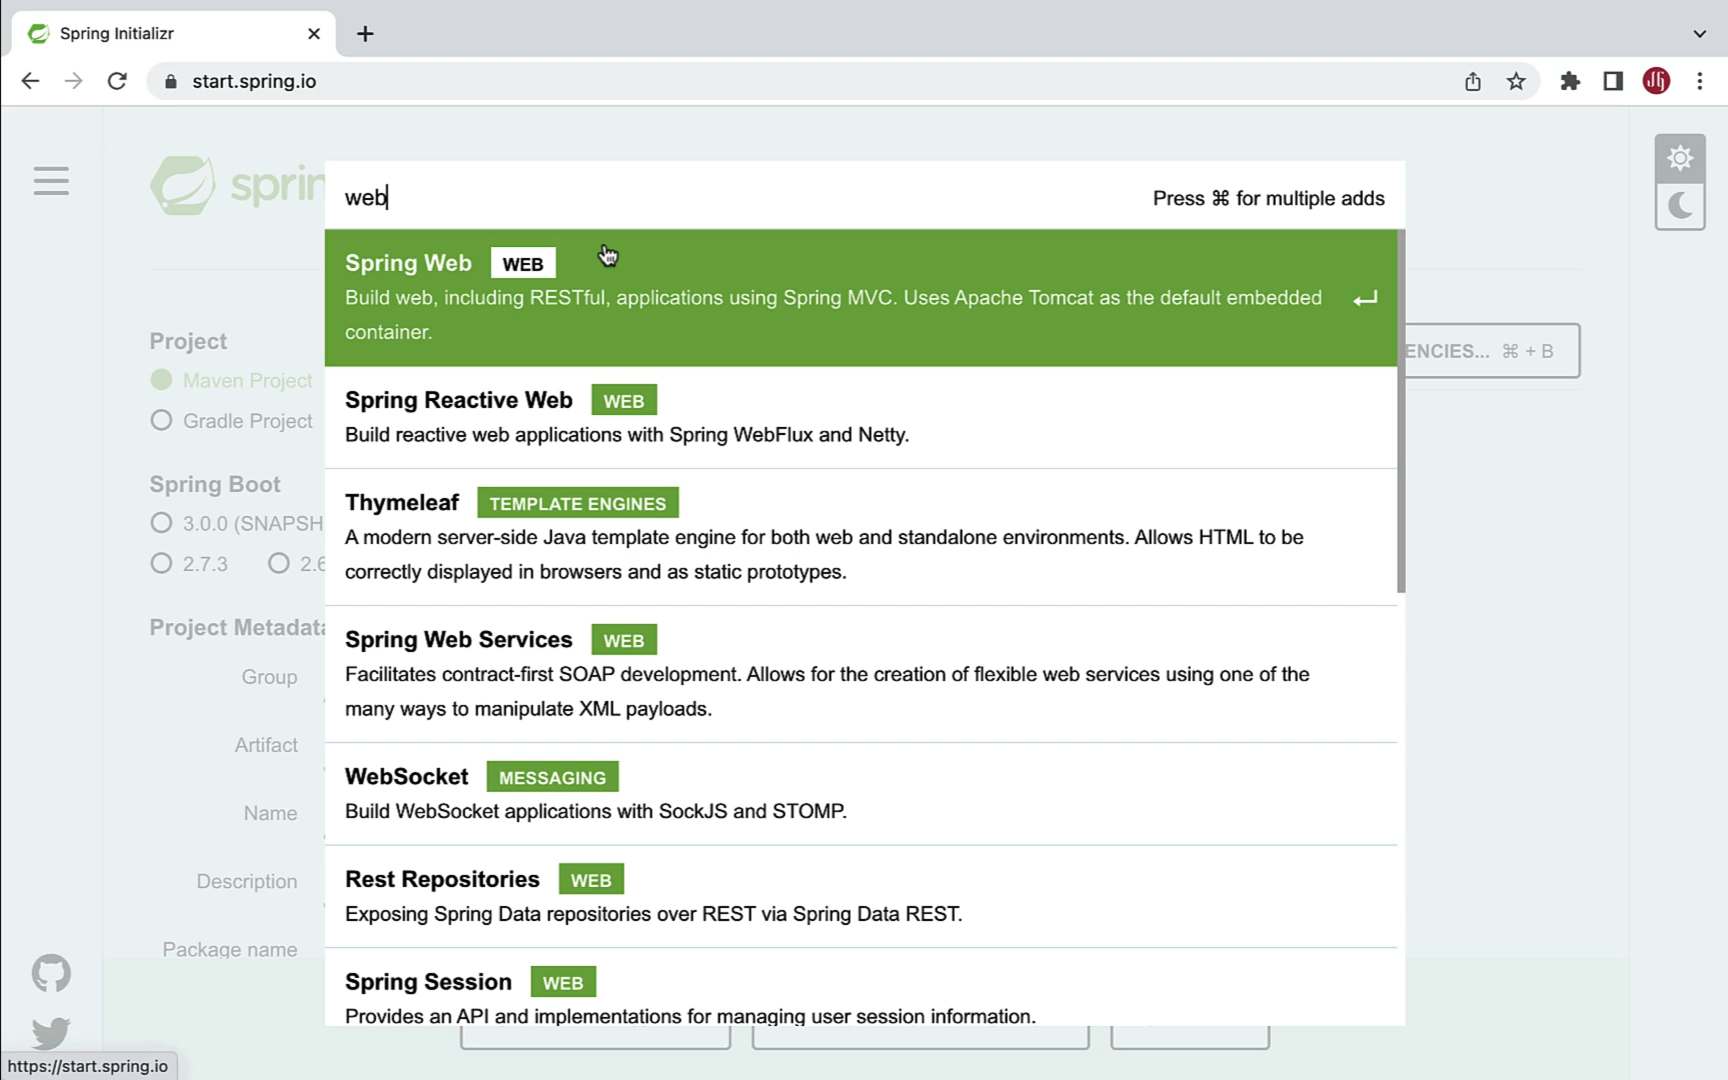 Spring Initializr
start.spring.io
sprin
web
Press ⌘ for multiple adds
Spring Web WEB
Build web, including RESTful, applications using Spring MVC. Uses Apache Tomcat as the default embedded
container.
Project
Maven Project
Gradle Project
ENCIES... ⌘ + B
Spring Reactive Web WEB
Build reactive web applications with Spring WebFlux and Netty.
Spring Boot
3.0.0 (SNAPSH
2.7.3 2.6
Thymeleaf TEMPLATE ENGINES
A modern server-side Java template engine for both web and standalone environments. Allows HTML to be
correctly displayed in browsers and as static prototypes.
Project Metadata
Group
Artifact
Name
Description
Package name
Spring Web Services WEB
Facilitates contract-first SOAP development. Allows for the creation of flexible web services using one of the
many ways to manipulate XML payloads.
WebSocket MESSAGING
Build WebSocket applications with SockJS and STOMP.
Rest Repositories WEB
Exposing Spring Data repositories over REST via Spring Data REST.
Spring Session WEB
Provides an API and implementations for managing user session information.
https://start.spring.io